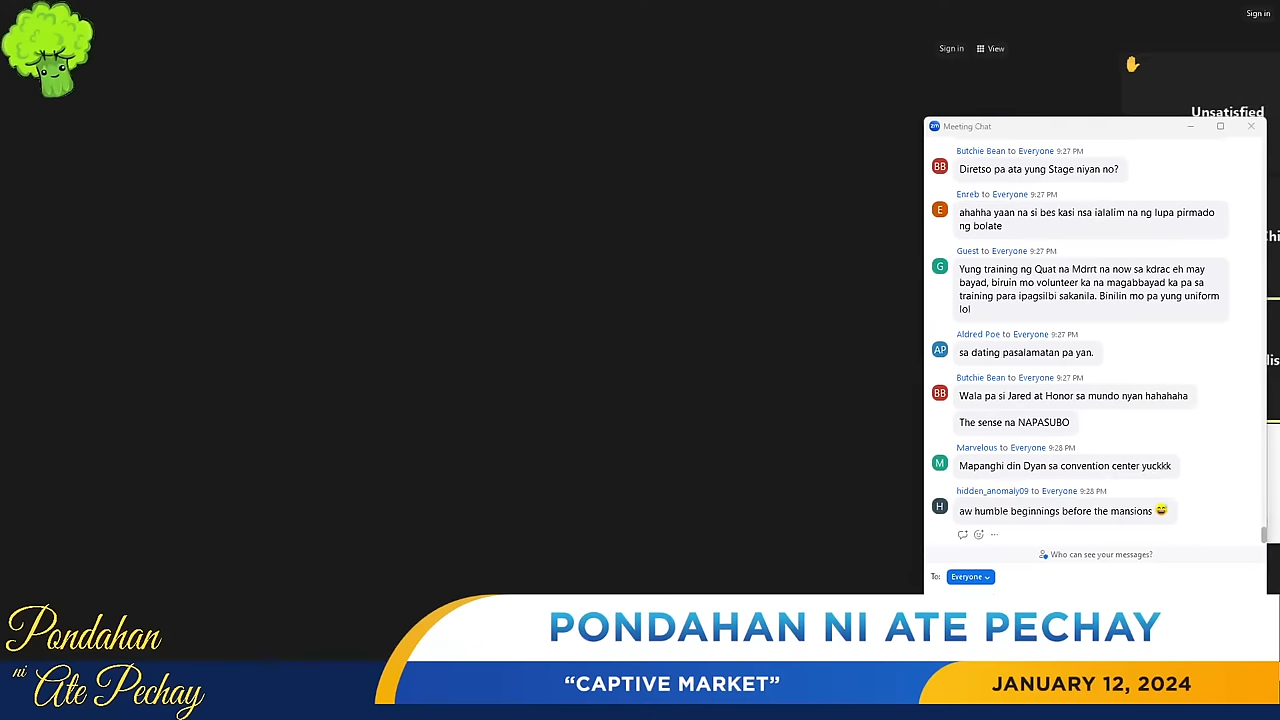 Sign in
Sign in
View
Unsatisfied
Meeting Chat
Butchie Bean to Everyone 9:27 PM
BB
Diretso pa ata yung Stage niyan no?
Enreb to Everyone 9:27 PM
E
ahahha yaan na si bes kasi nsa ialalim na ng lupa pirmado
ng bolate
Guest to Everyone 9:27 PM
G
Yung training ng Quat na Mdrrt na now sa kdrac eh may
bayad, biruin mo volunteer ka na magabbayad ka pa sa
training para ipagsilbi sakanila. Binilin mo pa yung uniform
lol
Aldred Poe to Everyone 9:27 PM
AP
sa dating pasalamatan pa yan.
Butchie Bean to Everyone 9:27 PM
BB
Wala pa si Jared at Honor sa mundo nyan hahahaha
The sense na NAPASUBO
Marvelous to Everyone 9:28 PM
M
Mapanghi din Dyan sa convention center yuckkk
hidden_anomaly09 to Everyone 9:28 PM
H
aw humble beginnings before the mansions 😄
Who can see your messages?
To: Everyone
Pondahan
ni Ate Pechay
PONDAHAN NI ATE PECHAY
“CAPTIVE MARKET”
JANUARY 12, 2024